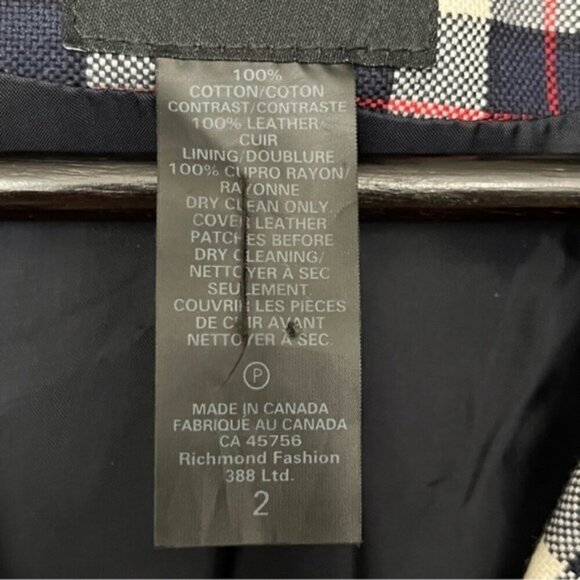 100%
COTTON/COTON
CONTRAST/CONTRASTE
100% LEATHER/
CUIR
LINING/DOUBLURE
100% CUPRO RAYON/
RAYONNE
DRY CLEAN ONLY.
COVER LEATHER
PATCHES BEFORE
DRY CLEANING/
NETTOYER À SEC
SEULEMENT.
COUVRIR LES PIÈCES
DE CUIR AVANT
NETTOYER À SEC.
P
MADE IN CANADA
FABRIQUE AU CANADA
CA 45756
Richmond Fashion
388 Ltd.
2